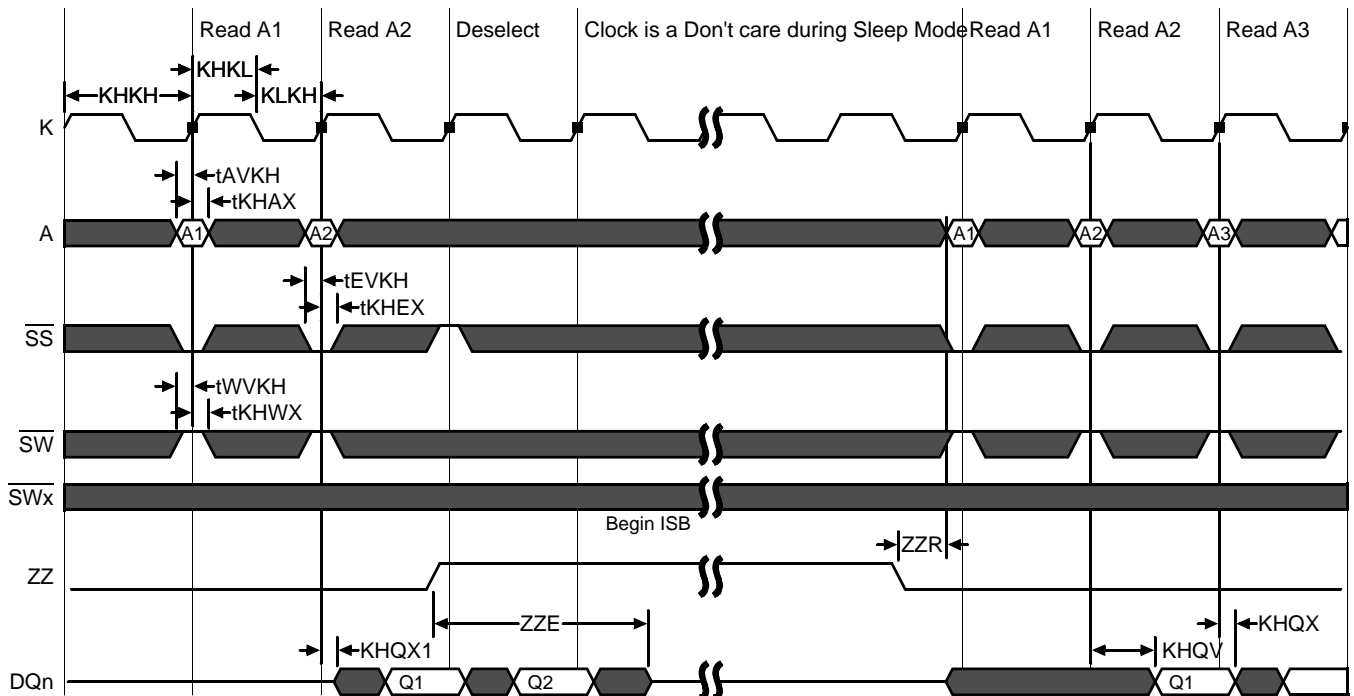 Read A1 Read A2 Deselect Clock is a Don't care during Sleep Mode Read A1 Read A2 Read A3
KHKL
KHKH KLKH
K
tAVKH
tKHAX
A A1 A2 A1 A2 A3
tEVKH
tKHEX
SS
tWVKH
tKHWX
SW
SWx
Begin ISB
ZZR
ZZ
ZZE
KHQX1 KHQV KHQX
DQn Q1 Q2 Q1